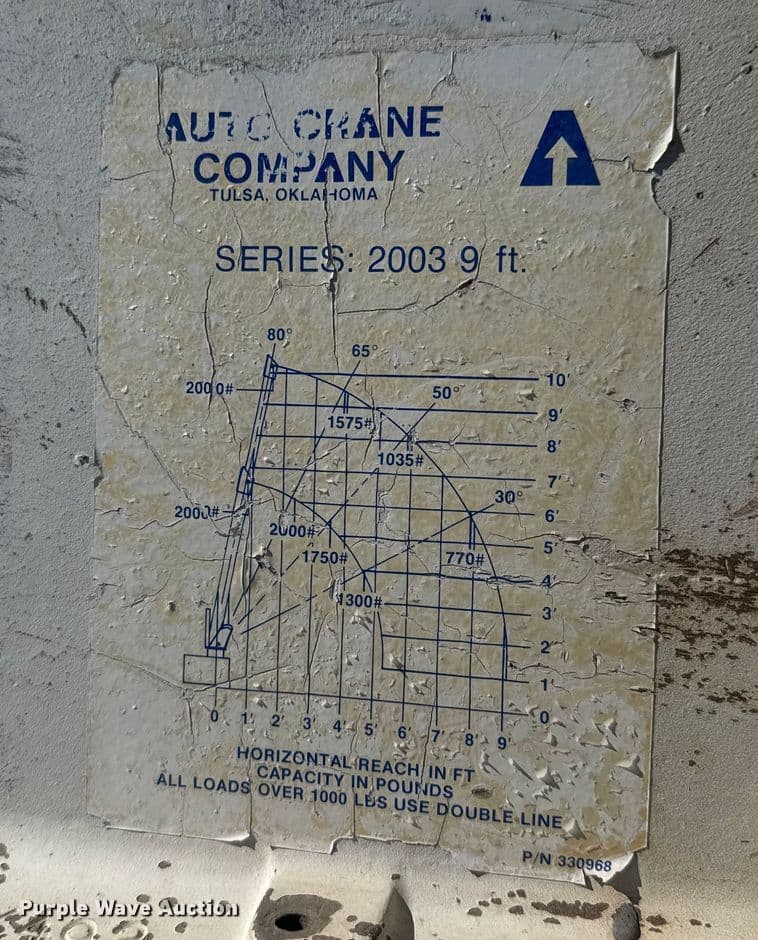 AUTO CRANE
COMPANY
TULSA, OKLAHOMA
SERIES: 2003 9 ft.
80°
65°
10'
2000#
50°
9'
1575#
8'
1035#
7'
30°
2000#
6'
2000#
5'
1750#
770#
4'
1300#
3'
2'
1'
0
0 1' 2' 3' 4' 5' 6' 7' 8' 9'
HORIZONTAL REACH IN FT
CAPACITY IN POUNDS
ALL LOADS OVER 1000 LBS USE DOUBLE LINE
P/N 330968
Purple Wave Auction